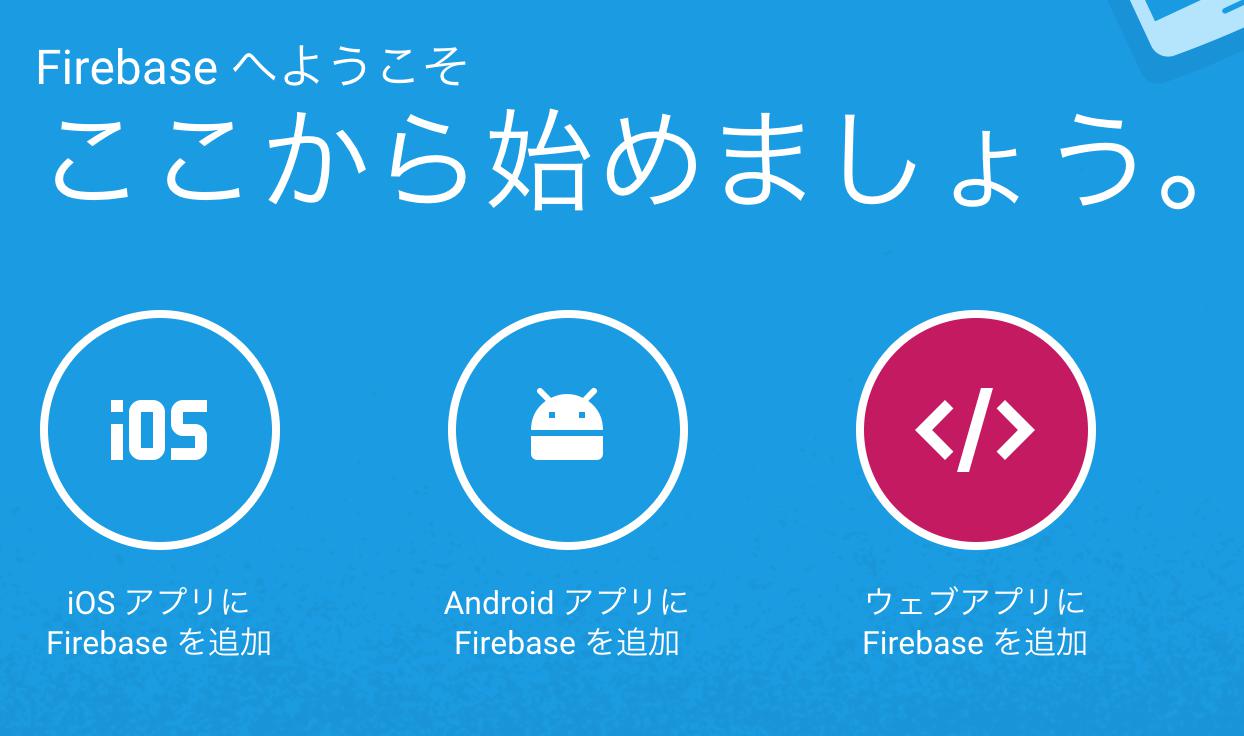 Firebase へようこそ
ここから始めましょう。
iOS
</>
iOS アプリに
Firebase を追加
Android アプリに
Firebase を追加
ウェブアプリに
Firebase を追加